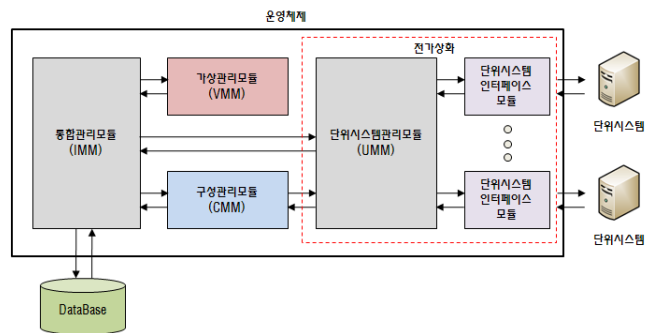 운영체제
전가상화
가상관리모듈
(VMM)
통합관리모듈
(IMM)
단위시스템관리모듈
(UMM)
구성관리모듈
(CMM)
단위시스템
인터페이스
모듈
단위시스템
인터페이스
모듈
단위시스템
단위시스템
DataBase